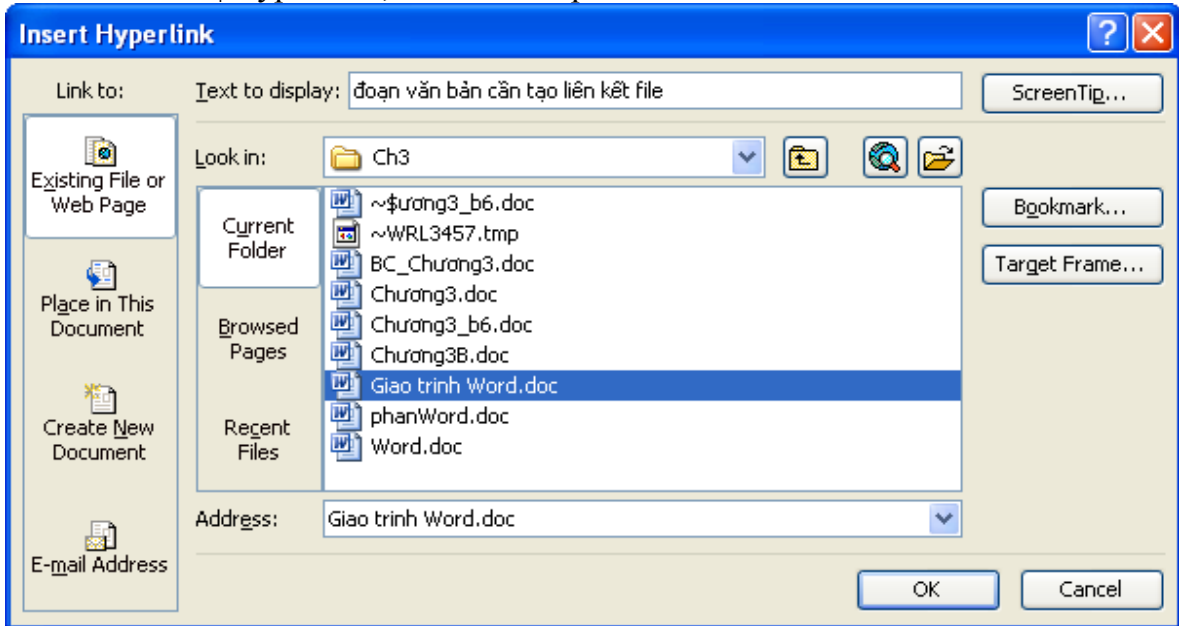 Insert Hyperlink
Link to:
Text to display: đoạn văn bản cần tạo liên kết file
ScreenTip...
Existing File or
Web Page
Place in This
Document
Create New
Document
E-mail Address
Look in:
Ch3
Current
Folder
Browsed
Pages
Recent
Files
~$ương3_b6.doc
~WRL3457.tmp
BC_Chương3.doc
Chương3.doc
Chương3_b6.doc
Chương3B.doc
Giao trinh Word.doc
phanWord.doc
Word.doc
Bookmark...
Target Frame...
Address: Giao trinh Word.doc
OK
Cancel